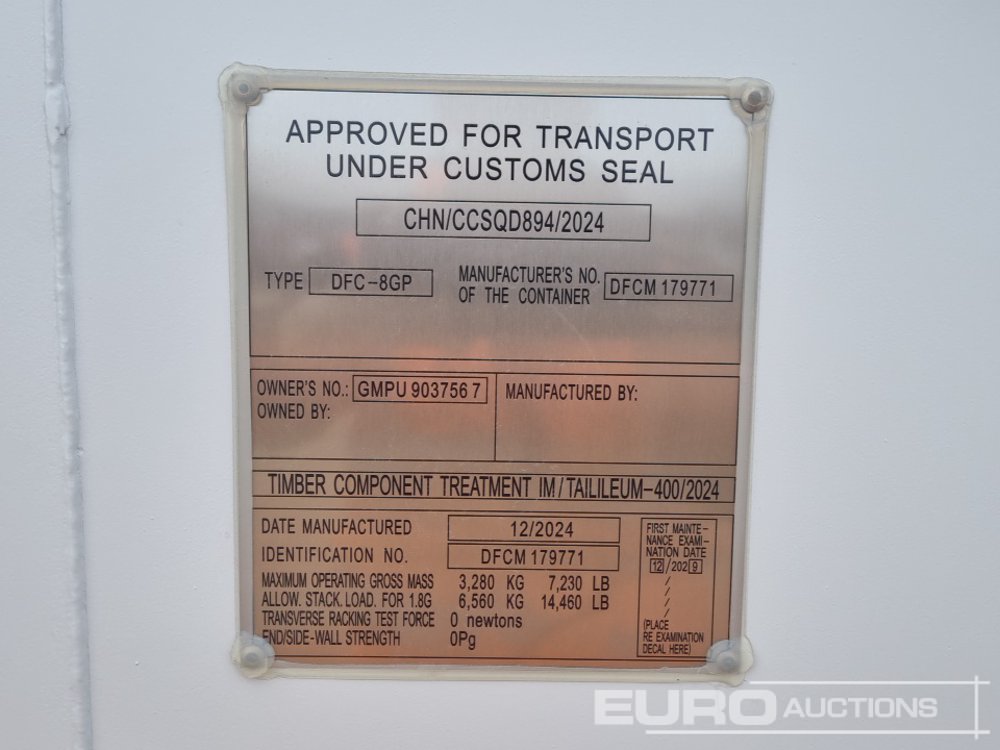 APPROVED FOR TRANSPORT
UNDER CUSTOMS SEAL
CHN/CCSQD894/2024
TYPE DFC-8GP
MANUFACTURER'S NO.
OF THE CONTAINER
DFCM 179771
OWNER'S NO.: GMPU 903756 7
OWNED BY:
MANUFACTURED BY:
TIMBER COMPONENT TREATMENT IM/TAILILEUM-400/2024
DATE MANUFACTURED 12/2024
IDENTIFICATION NO. DFCM 179771
MAXIMUM OPERATING GROSS MASS 3,280 KG 7,230 LB
ALLOW. STACK. LOAD. FOR 1.8G 6,560 KG 14,460 LB
TRANSVERSE RACKING TEST FORCE 0 newtons
END/SIDE-WALL STRENGTH 0Pg
FIRST MAINTE-
NANCE EXAMI-
NATION DATE
12/2029
/
/
/
/
(PLACE
RE EXAMINATION
DECAL HERE)
EURO AUCTIONS